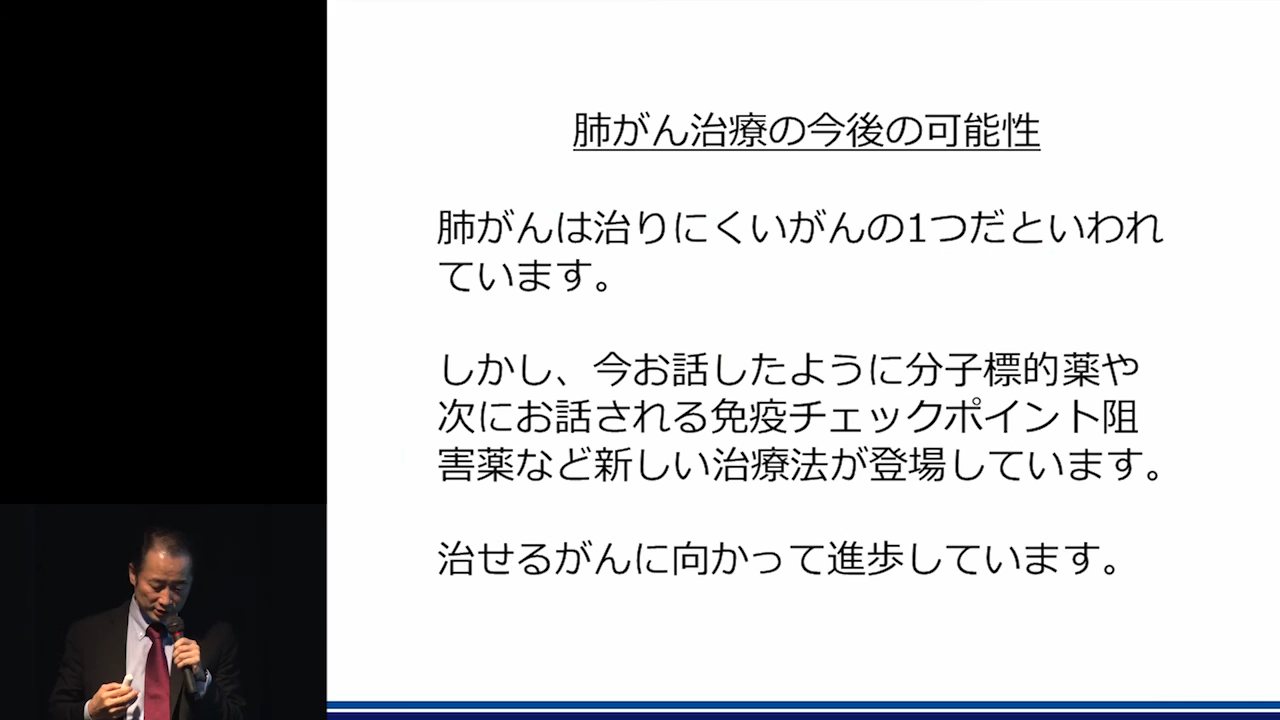 肺がん治療の今後の可能性
肺がんは治りにくいがんの1つだといわれ
ています。
しかし、今お話したように分子標的薬や
次にお話される免疫チェックポイント阻
害薬など新しい治療法が登場しています。
治せるがんに向かって進歩しています。